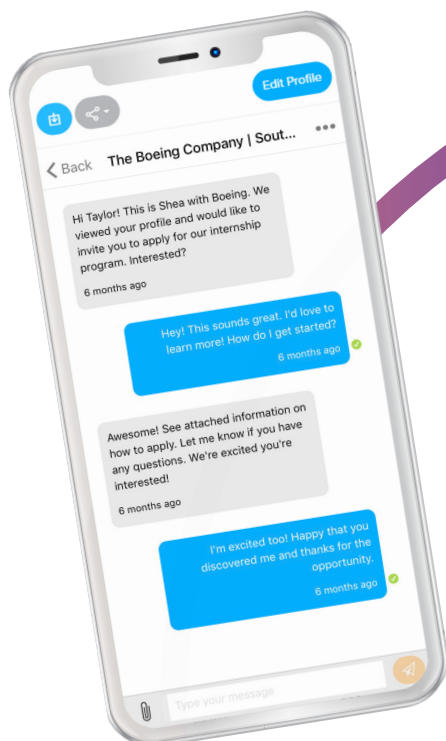 Edit Profile
Back
The Boeing Company | Sout...
Hi Taylor! This is Shea with Boeing. We
viewed your profile and would like to
invite you to apply for our internship
program. Interested?
6 months ago
Hey! This sounds great. I'd love to
learn more! How do I get started?
6 months ago
Awesome! See attached information on
how to apply. Let me know if you have
any questions. We're excited you're
interested!
6 months ago
I'm excited too! Happy that you
discovered me and thanks for the
opportunity.
6 months ago
Type your message